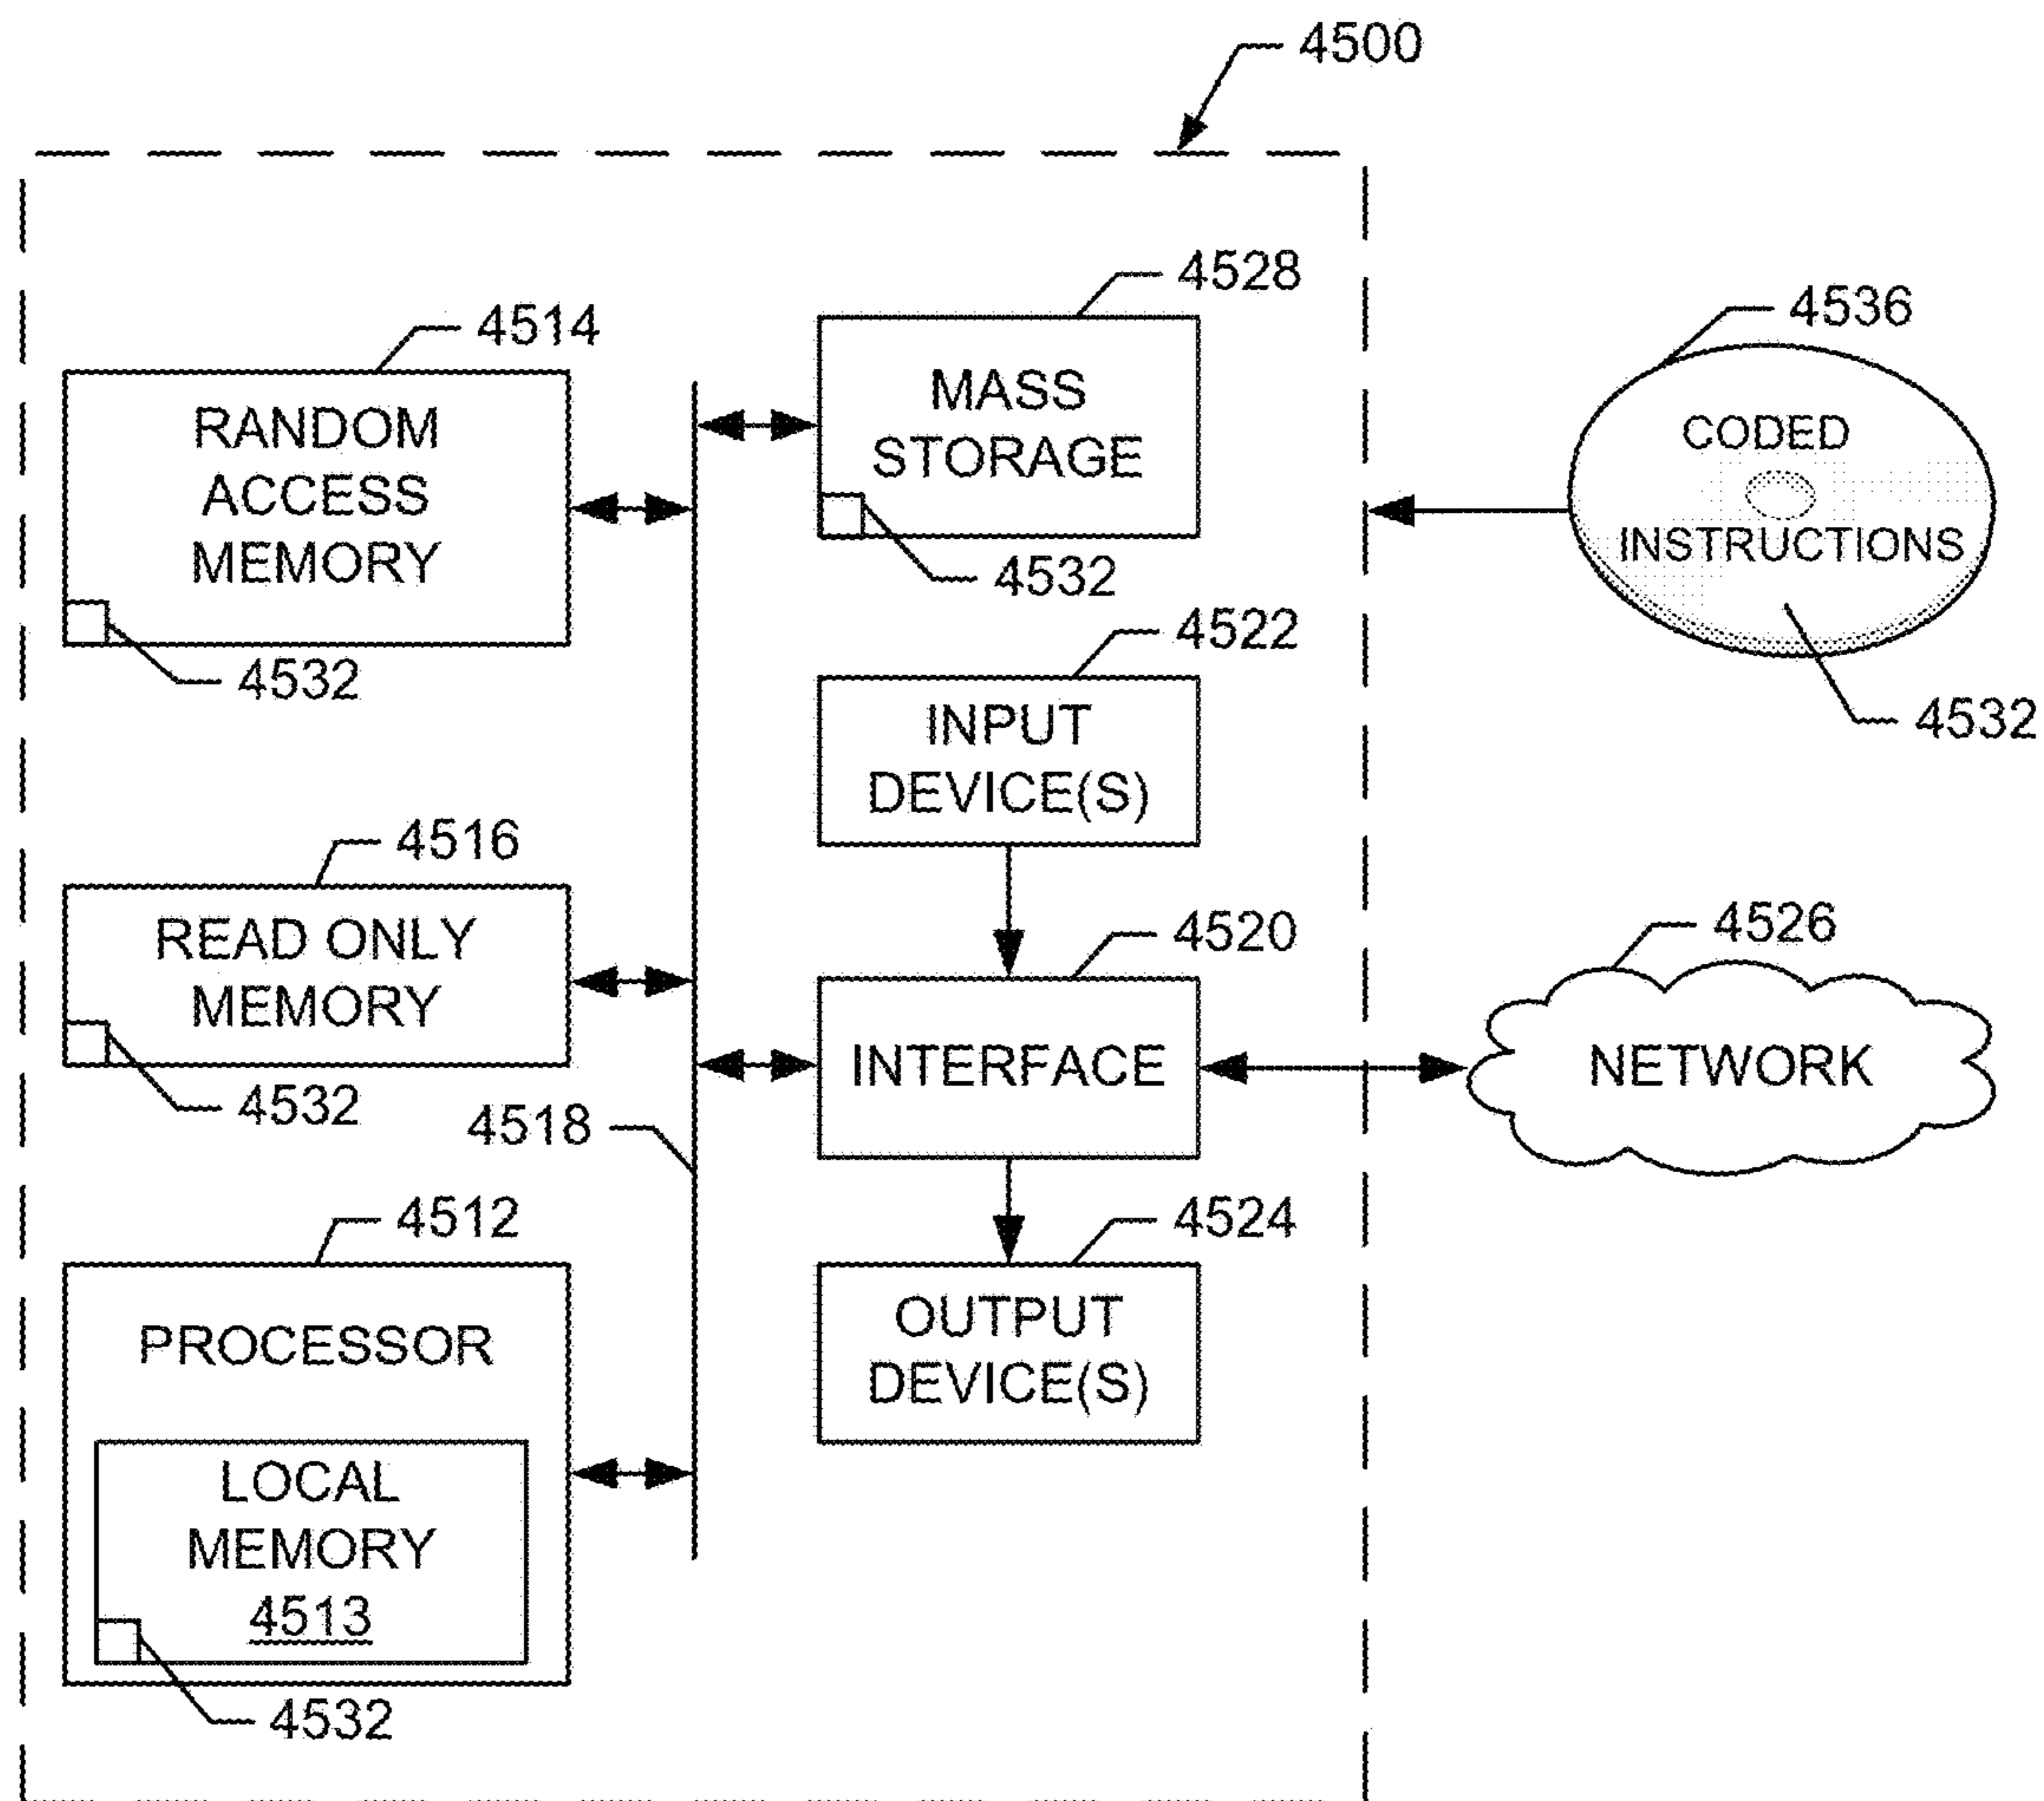 4500
4528
4514
4536
MASS
STORAGE
RANDOM
ACCESS
MEMORY
CODED
INSTRUCTIONS
4532
4532
4522
4532
INPUT
DEVICE(S)
4516
4520
4526
READ ONLY
MEMORY
INTERFACE
NETWORK
4532
4518
4512
4524
PROCESSOR
OUTPUT
DEVICE(S)
LOCAL
MEMORY
4513
4532